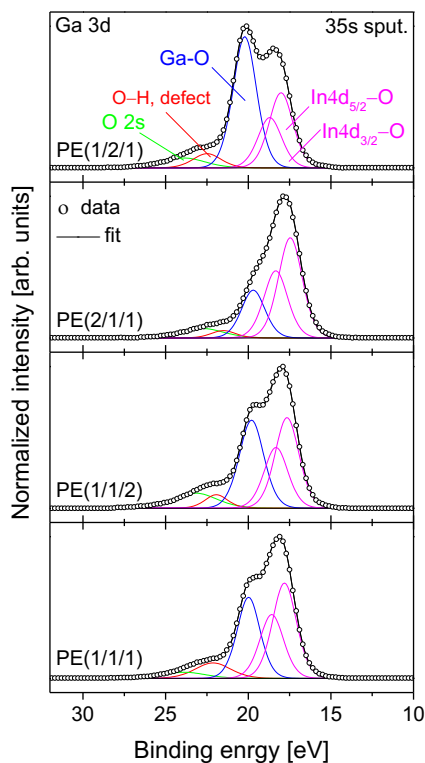 Ga 3d
35s sput.
Ga-O
O–H, defect
O 2s
In4d5/2–O
In4d3/2–O
PE(1/2/1)
o data
fit
PE(2/1/1)
PE(1/1/2)
PE(1/1/1)
Normalized intensity [arb. units]
30 25 20 15 10
Binding enrgy [eV]